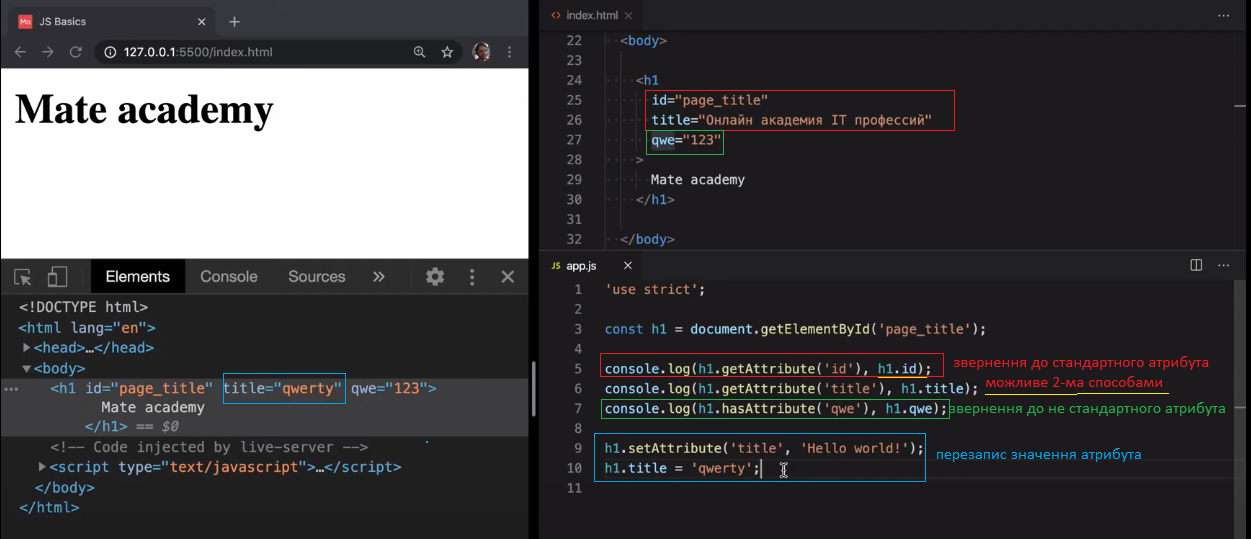 JS Basics
127.0.0.1:5500/index.html
Mate academy
Elements Console Sources »
<!DOCTYPE html>
<html lang="en">
<head>…</head>
<body>
<h1 id="page_title" title="qwerty" qwe="123">
Mate academy
</h1> == $0
<!-- Code injected by live-server -->
<script type="text/javascript">…</script>
</body>
</html>
index.html
22 <body>
23
24 <h1
25 id="page_title"
26 title="Онлайн академия IT профессий"
27 qwe="123"
28 >
29 Mate academy
30 </h1>
31
32 </body>
JS app.js
1 'use strict';
2
3 const h1 = document.getElementById('page_title');
4
5 console.log(h1.getAttribute('id'), h1.id); звернення до стандартного атрибута
можливе 2-ма способами
6 console.log(h1.getAttribute('title'), h1.title);
7 console.log(h1.hasAttribute('qwe'), h1.qwe); звернення до не стандартного атрибута
8
9 h1.setAttribute('title', 'Hello world!');
перезапис значення атрибута
10 h1.title = 'qwerty';
11